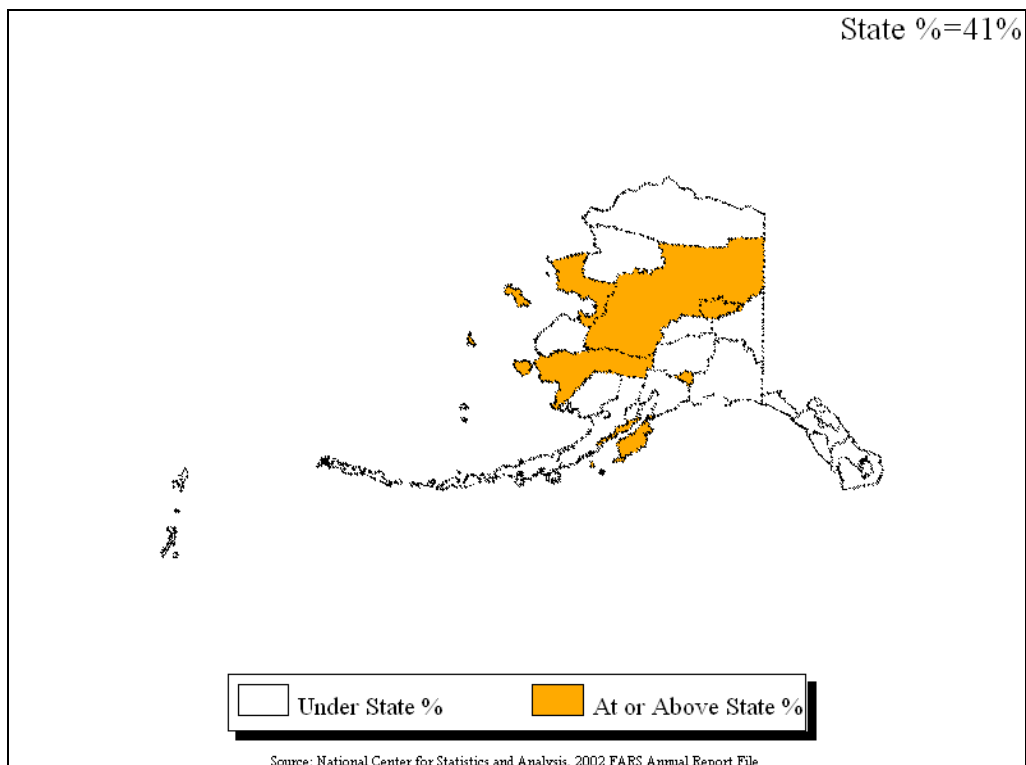 State %=41%
Under State %
At or Above State %
Source: National Center for Statistics and Analysis, 2002 FARS Annual Report File